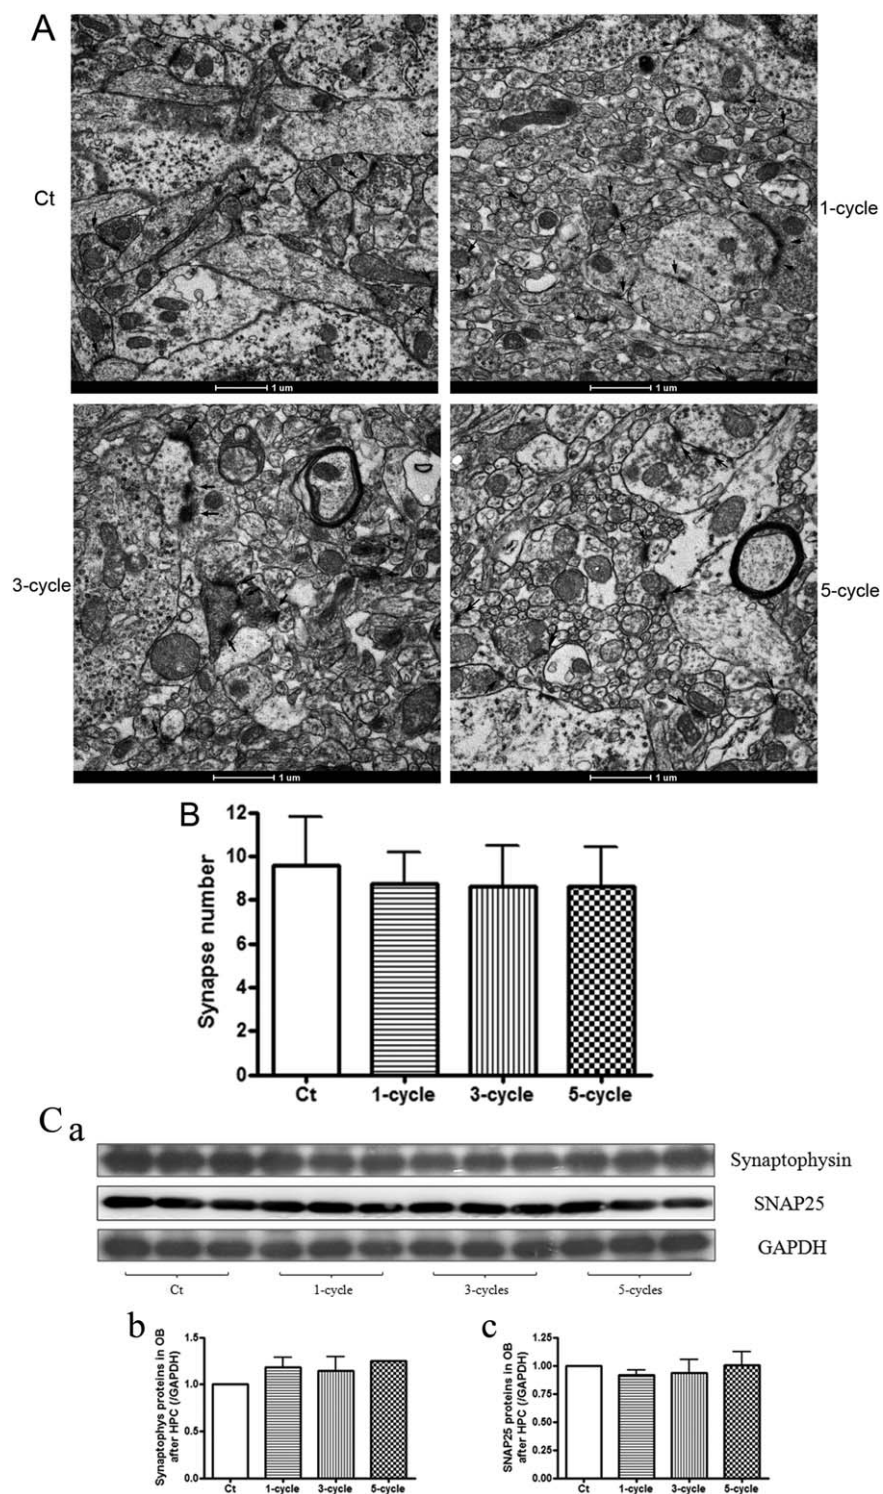 A
Ct
1-cycle
1 um
1 um
3-cycle
5-cycle
1 um
1 um
B
Synapse number
12
10
8
6
4
2
0
Ct 1-cycle 3-cycle 5-cycle
C a
Synaptophysin
SNAP25
GAPDH
Ct 1-cycle 3-cycles 5-cycles
b
Synaptophys proteins in OB
after HPC (/GAPDH)
1.5
1.0
0.5
0.0
Ct 1-cycle 3-cycle 5-cycle
c
SNAP25 proteins in OB
after HPC (/GAPDH)
1.25
1.00
0.75
0.50
0.25
0.00
Ct 1-cycle 3-cycle 5-cycle